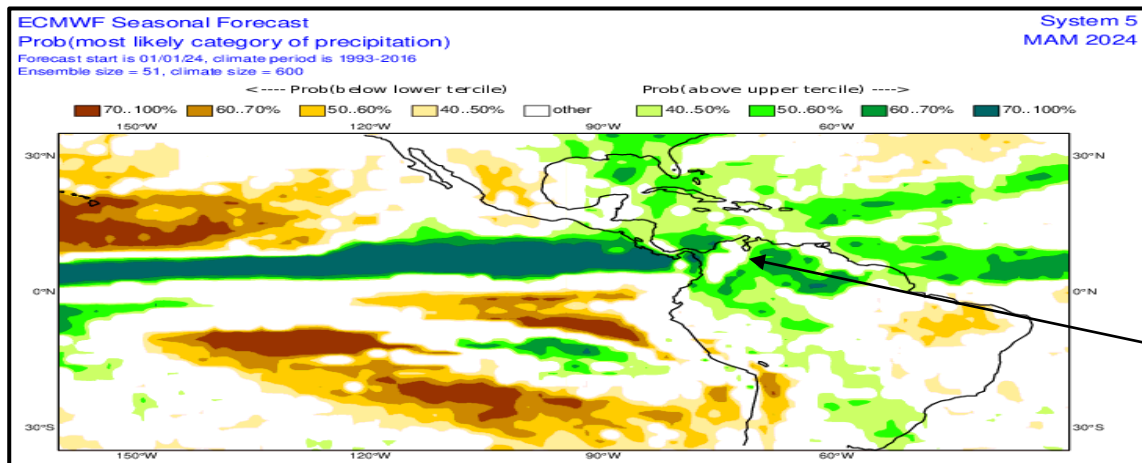 ECMWF Seasonal Forecast System 5
Prob(most likely category of precipitation) MAM 2024
Forecast start is 01/01/24, climate period is 1993-2016
Ensemble size = 51, climate size = 600
<---- Prob(below lower tercile) Prob(above upper tercile) ---->
70..100% 60..70% 50..60% 40..50% other 40..50% 50..60% 60..70% 70..100%
150°W 120°W 90°W 60°W
30°N 30°N
0°N 0°N
30°S 30°S
150°W 120°W 90°W 60°W